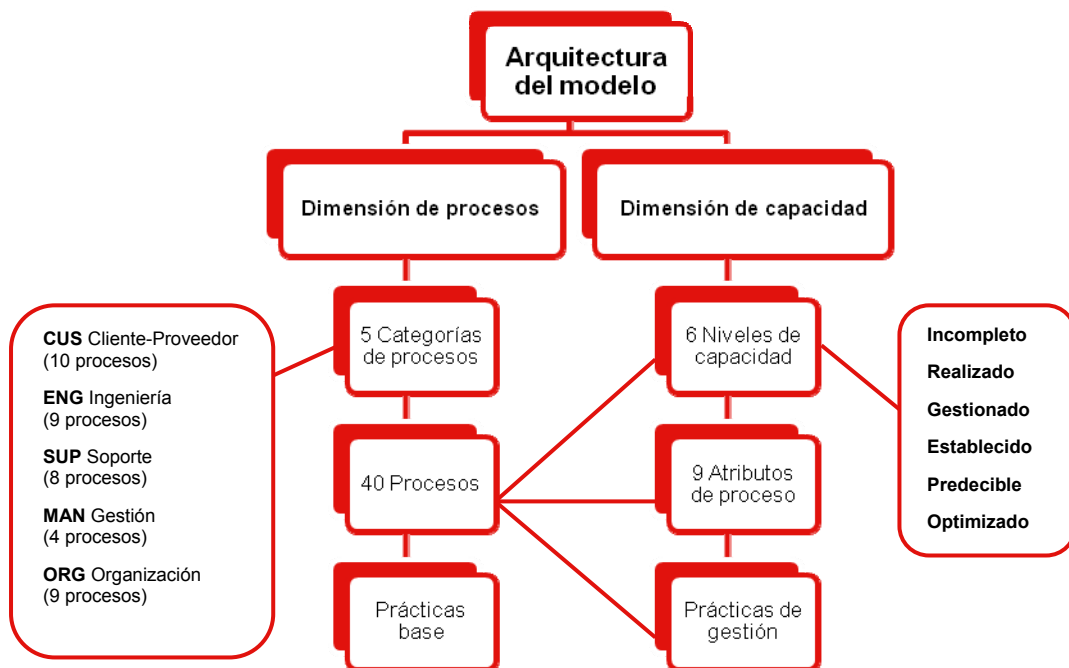 Arquitectura
del modelo
Dimensión de procesos
Dimensión de capacidad
CUS Cliente-Proveedor
(10 procesos)
ENG Ingeniería
(9 procesos)
SUP Soporte
(8 procesos)
MAN Gestión
(4 procesos)
ORG Organización
(9 procesos)
5 Categorías
de procesos
40 Procesos
Prácticas
base
6 Niveles de
capacidad
9 Atributos
de proceso
Prácticas de
gestión
Incompleto
Realizado
Gestionado
Establecido
Predecible
Optimizado